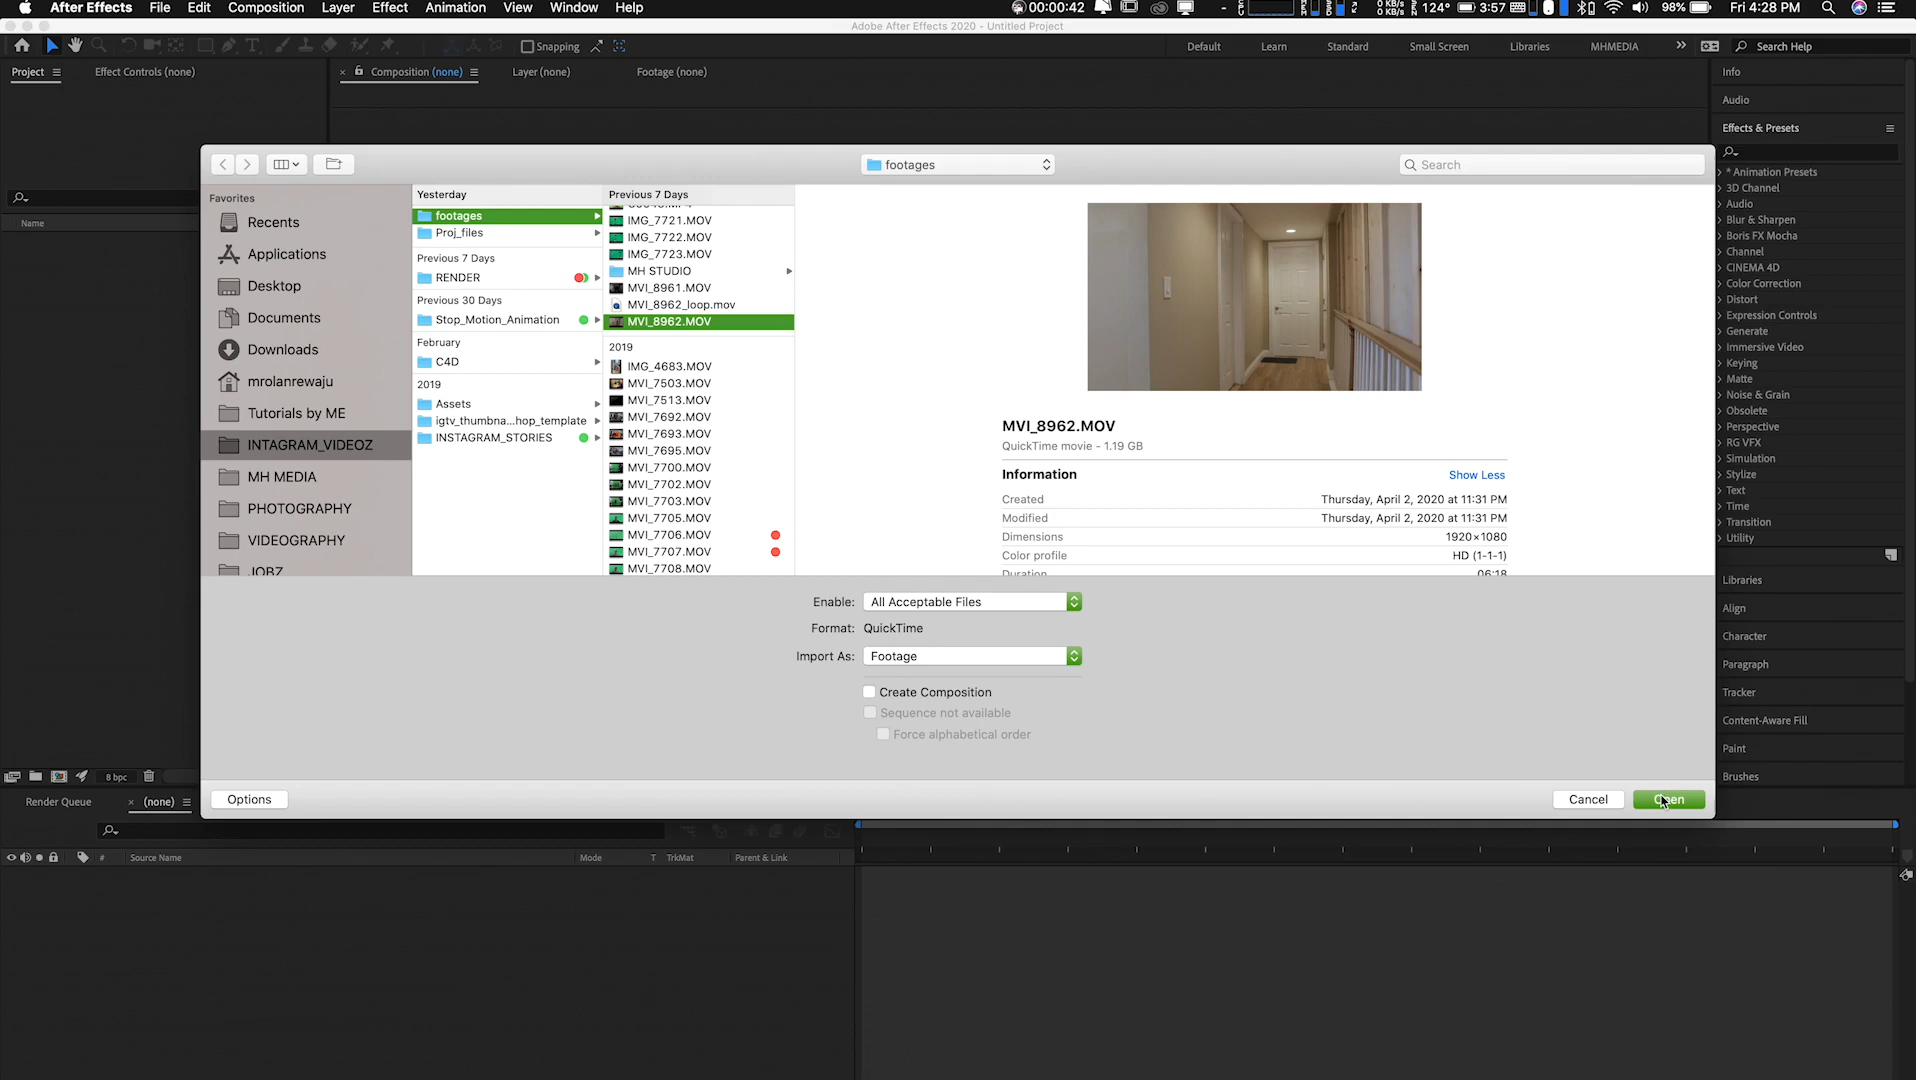 After Effects File Edit Composition Layer Effect Animation View Window Help 00:00:42 0 KB/s 0 KB/s 124° 3:57 98% Fri 4:28 PM
Adobe After Effects 2020 - Untitled Project
Snapping Default Learn Standard Small Screen Libraries MHMEDIA Search Help
Project Effect Controls (none) Composition (none) Layer (none) Footage (none) Info
Audio
Effects & Presets
footages Search
* Animation Presets
3D Channel
Audio
Blur & Sharpen
Boris FX Mocha
Channel
CINEMA 4D
Color Correction
Distort
Expression Controls
Generate
Immersive Video
Keying
Matte
Noise & Grain
Obsolete
Perspective
RG VFX
Simulation
Stylize
Text
Time
Transition
Utility
Libraries
Align
Character
Paragraph
Tracker
Content-Aware Fill
Paint
Brushes
Name
Favorites
Recents
Applications
Desktop
Documents
Downloads
mrolanrewaju
Tutorials by ME
INTAGRAM_VIDEOZ
MH MEDIA
PHOTOGRAPHY
VIDEOGRAPHY
JOBZ
Yesterday
footages
Proj_files
Previous 7 Days
RENDER
Previous 30 Days
Stop_Motion_Animation
February
C4D
2019
Assets
igtv_thumbna...hop_template
INSTAGRAM_STORIES
Previous 7 Days
IMG_7721.MOV
IMG_7722.MOV
IMG_7723.MOV
MH STUDIO
MVI_8961.MOV
MVI_8962_loop.mov
MVI_8962.MOV
2019
IMG_4683.MOV
MVI_7503.MOV
MVI_7513.MOV
MVI_7692.MOV
MVI_7693.MOV
MVI_7695.MOV
MVI_7700.MOV
MVI_7702.MOV
MVI_7703.MOV
MVI_7705.MOV
MVI_7706.MOV
MVI_7707.MOV
MVI_7708.MOV
MVI_8962.MOV
QuickTime movie - 1.19 GB
Information Show Less
Created Thursday, April 2, 2020 at 11:31 PM
Modified Thursday, April 2, 2020 at 11:31 PM
Dimensions 1920×1080
Color profile HD (1-1-1)
Duration 06:18
Enable: All Acceptable Files
Format: QuickTime
Import As: Footage
Create Composition
Sequence not available
Force alphabetical order
Options Cancel Open
8 bpc
Render Queue (none)
# Source Name Mode T TrkMat Parent & Link